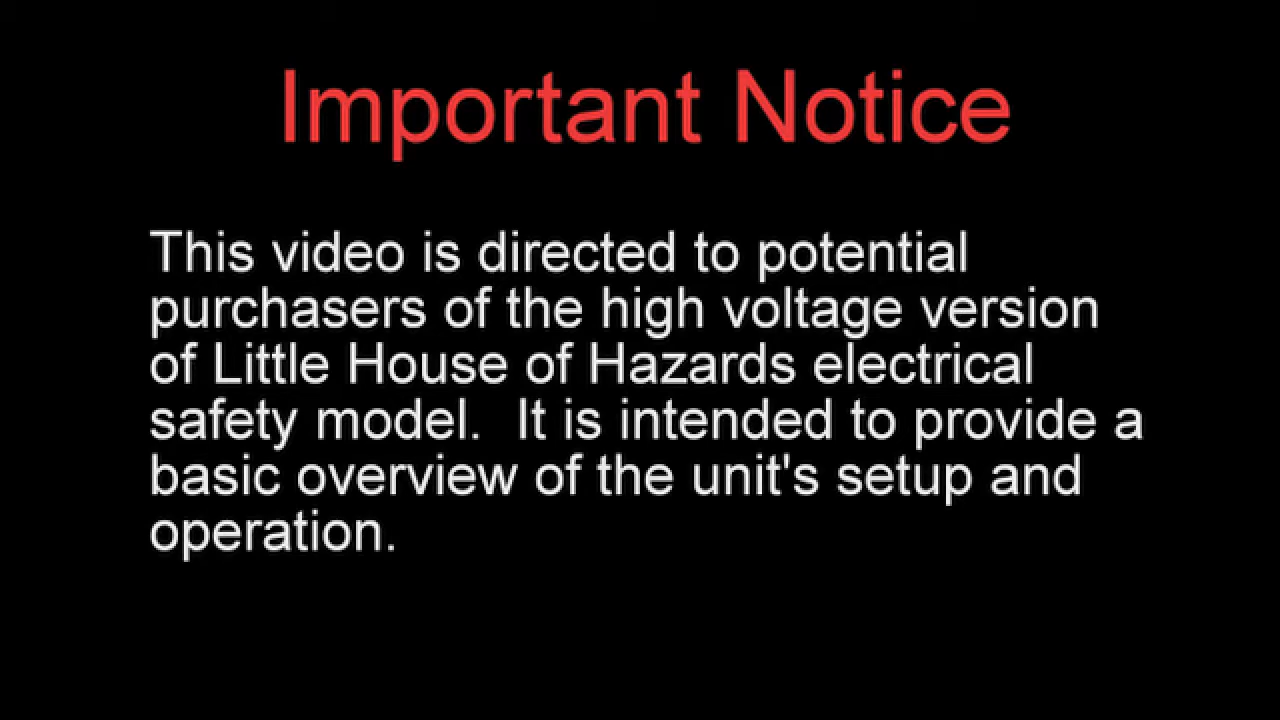 Important Notice
This video is directed to potential
purchasers of the high voltage version
of Little House of Hazards electrical
safety model.  It is intended to provide a
basic overview of the unit's setup and
operation.